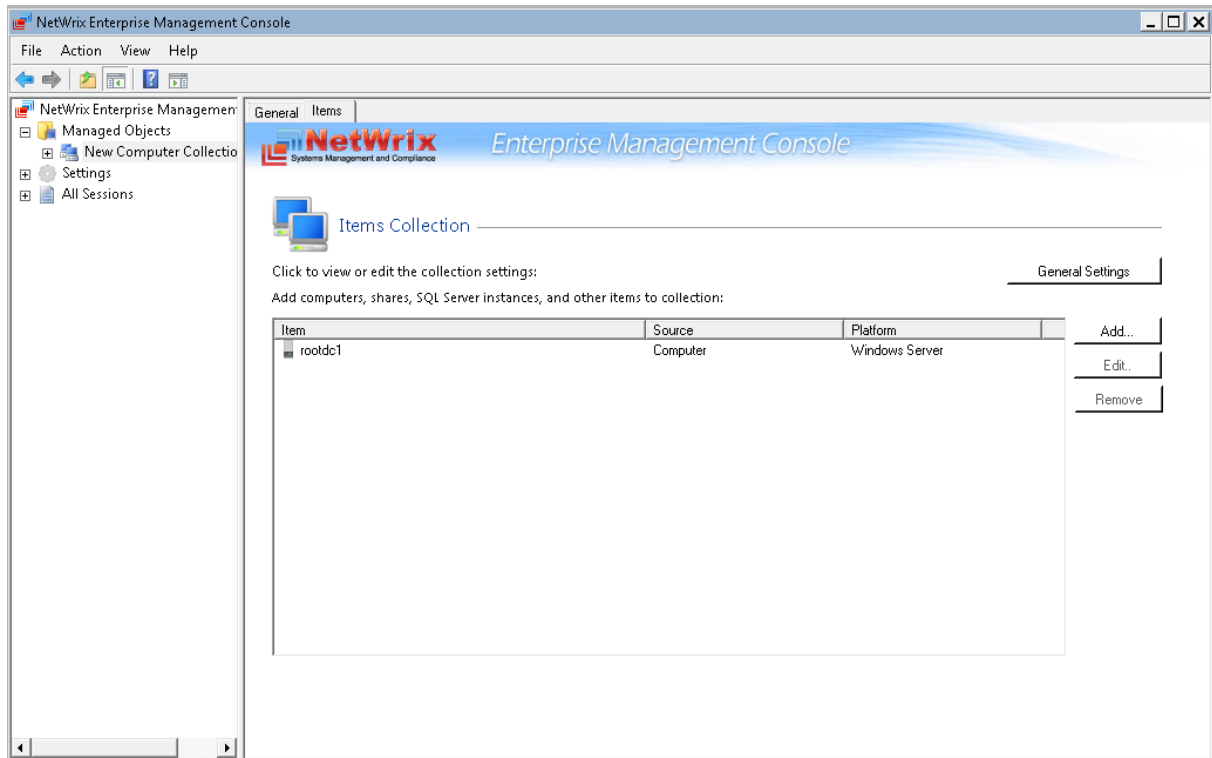 NetWrix Enterprise Management Console
File Action View Help
NetWrix Enterprise Managemen
Managed Objects
New Computer Collectio
Settings
All Sessions
General Items
NetWrix
Systems Management and Compliance
Enterprise Management Console
Items Collection
Click to view or edit the collection settings:
General Settings
Add computers, shares, SQL Server instances, and other items to collection:
Item Source Platform
rootdc1 Computer Windows Server
Add...
Edit..
Remove